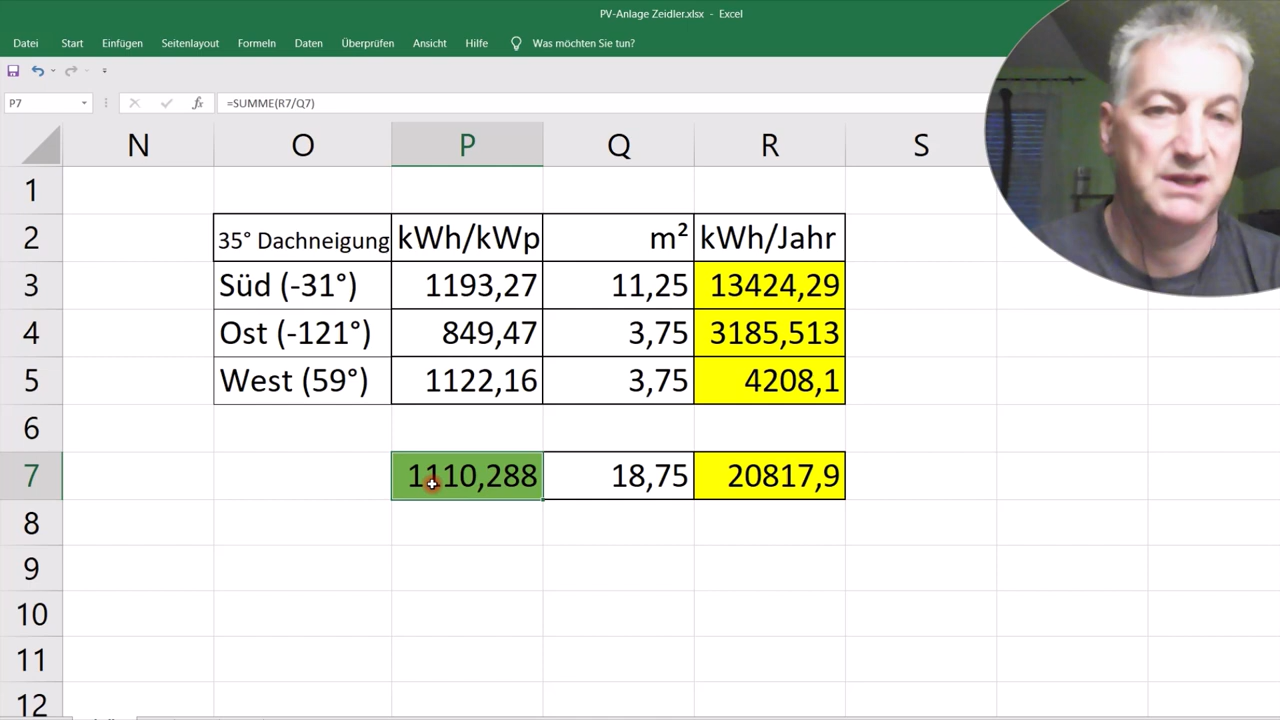 PV-Anlage Zeidler.xlsx - Excel
Datei Start Einfügen Seitenlayout Formeln Daten Überprüfen Ansicht Hilfe Was möchten Sie tun?
P7 fx =SUMME(R7/Q7)
N O P Q R S
1
2 35° Dachneigung kWh/kWp m² kWh/Jahr
3 Süd (-31°) 1193,27 11,25 13424,29
4 Ost (-121°) 849,47 3,75 3185,513
5 West (59°) 1122,16 3,75 4208,1
6
7 1110,288 18,75 20817,9
8
9
10
11
12